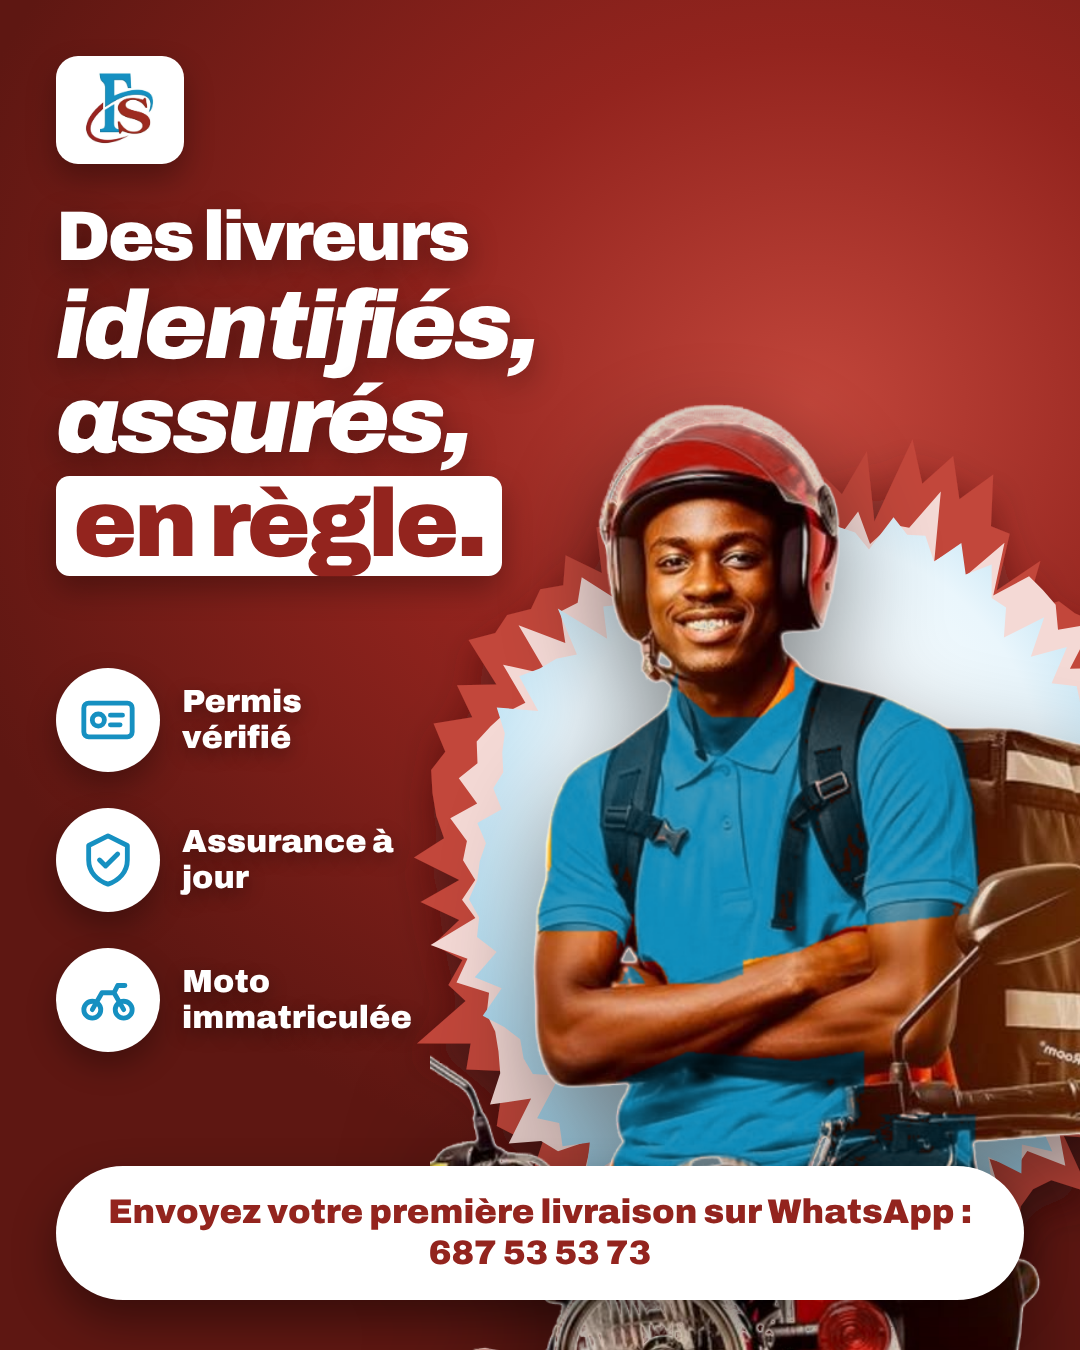 FS
Des livreurs
identifiés,
assurés,
en règle.
Permis
vérifié
Assurance à
jour
Moto
immatriculée
Envoyez votre première livraison sur WhatsApp :
687 53 53 73